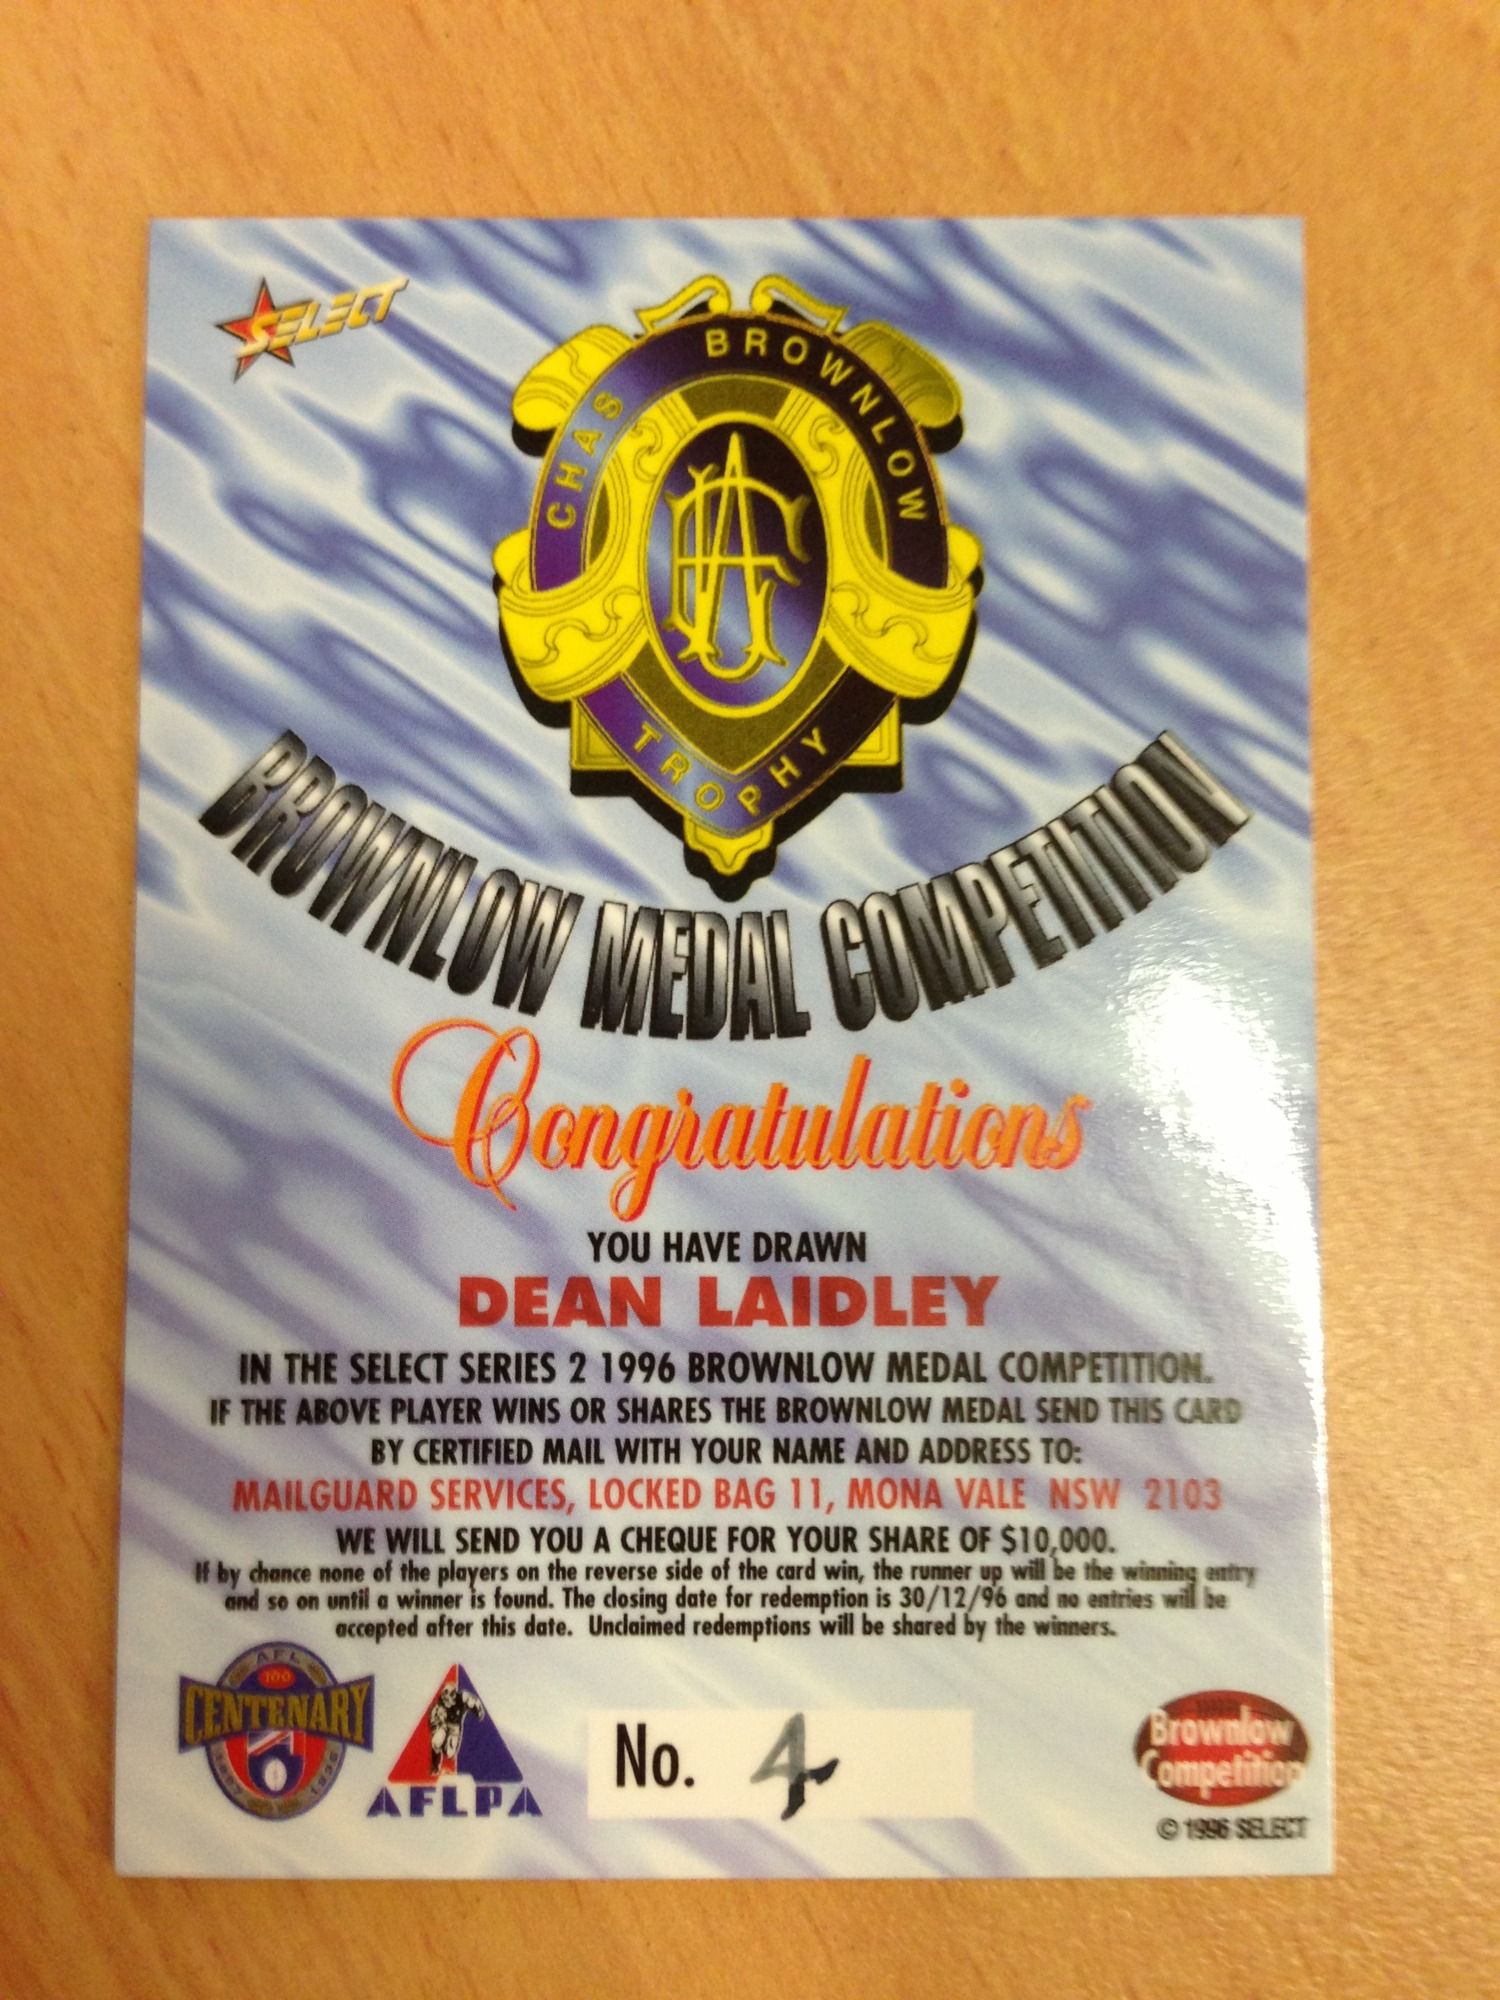 SELECT
CHAS BROWNLOW
TROPHY
BROWNLOW MEDAL COMPETITION
Congratulations
YOU HAVE DRAWN
DEAN LAIDLEY
IN THE SELECT SERIES 2 1996 BROWNLOW MEDAL COMPETITION.
IF THE ABOVE PLAYER WINS OR SHARES THE BROWNLOW MEDAL SEND THIS CARD
BY CERTIFIED MAIL WITH YOUR NAME AND ADDRESS TO:
MAILGUARD SERVICES, LOCKED BAG 11, MONA VALE NSW 2103
WE WILL SEND YOU A CHEQUE FOR YOUR SHARE OF $10,000.
If by chance none of the players on the reverse side of the card win, the runner up will be the winning entry
and so on until a winner is found. The closing date for redemption is 30/12/96 and no entries will be
accepted after this date. Unclaimed redemptions will be shared by the winners.
AFL
100
CENTENARY
1897 1996
AFLPA
No. 4
Brownlow
Competition
© 1996 SELECT